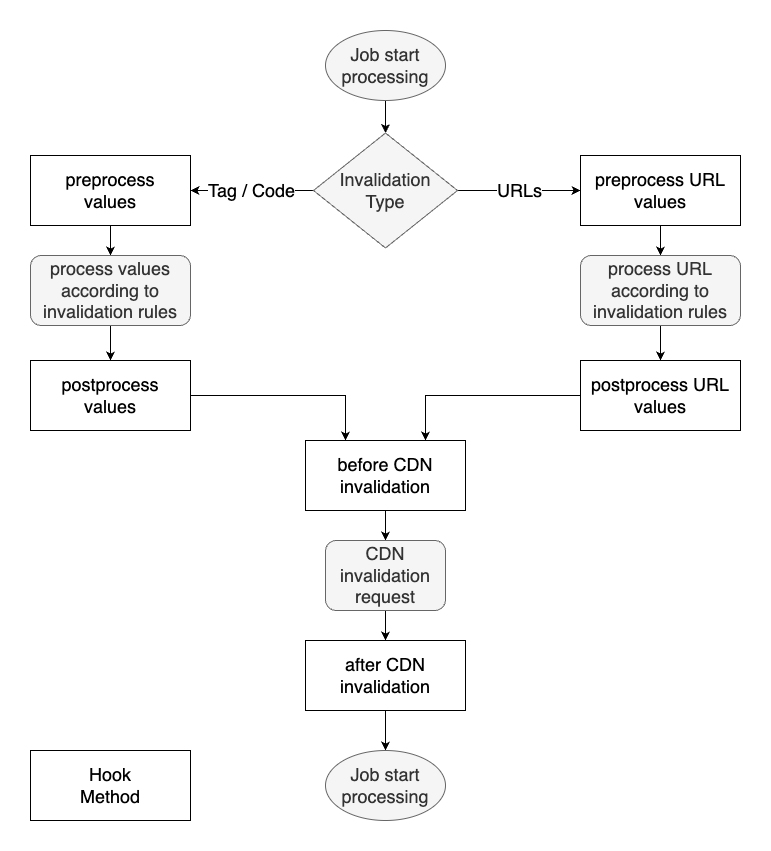 Job start
processing
Invalidation
Type
Tag / Code
URLs
preprocess
values
preprocess URL
values
process values
according to
invalidation rules
process URL
according to
invalidation rules
postprocess
values
postprocess URL
values
before CDN
invalidation
CDN
invalidation
request
after CDN
invalidation
Job start
processing
Hook
Method